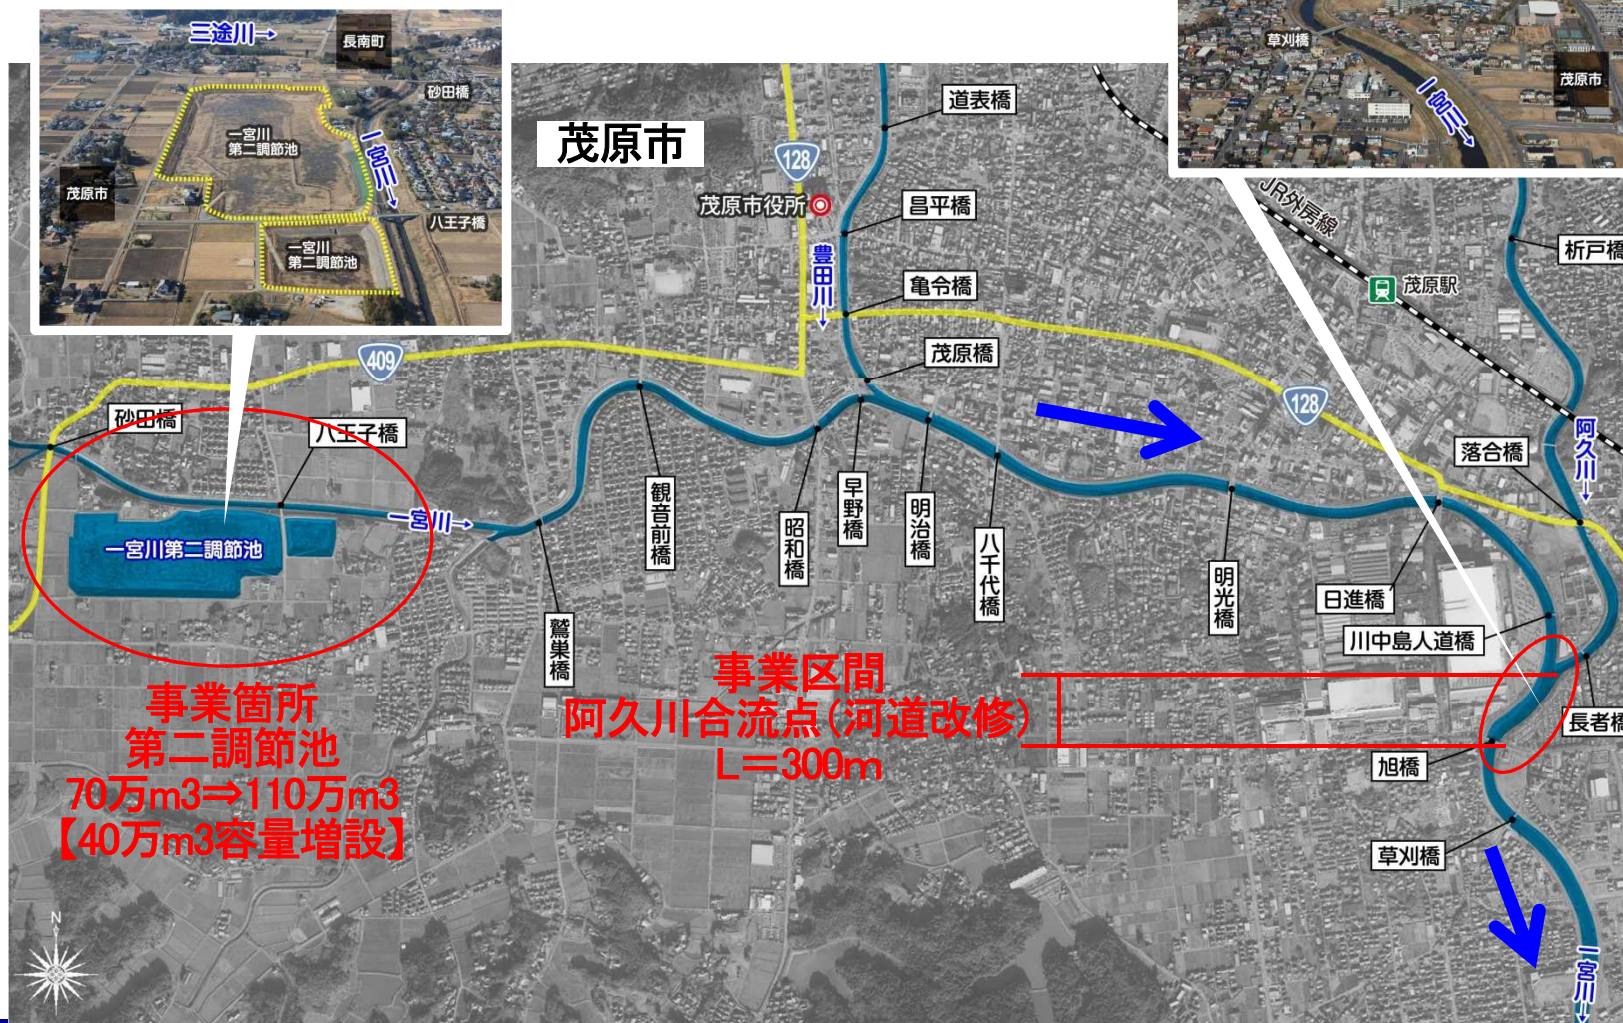 三途川→
長南町
砂田橋
一宮川
第二調節池
一宮川→
茂原市
八王子橋
一宮川
第二調節池
草刈橋
茂原市
一宮川→
茂原市
道表橋
128
茂原市役所
昌平橋
豊田川→
亀令橋
茂原橋
JR外房線
茂原駅
析戸橋
409
128
砂田橋
八王子橋
一宮川→
一宮川第二調節池
鷲巣橋
観音前橋
昭和橋
早野橋
明治橋
八千代橋
明光橋
日進橋
川中島人道橋
落合橋
阿久川→
長者橋
旭橋
草刈橋
一宮川→
事業箇所
第二調節池
70万m3⇒110万m3
【40万m3容量増設】
事業区間
阿久川合流点(河道改修)
L＝300m
N